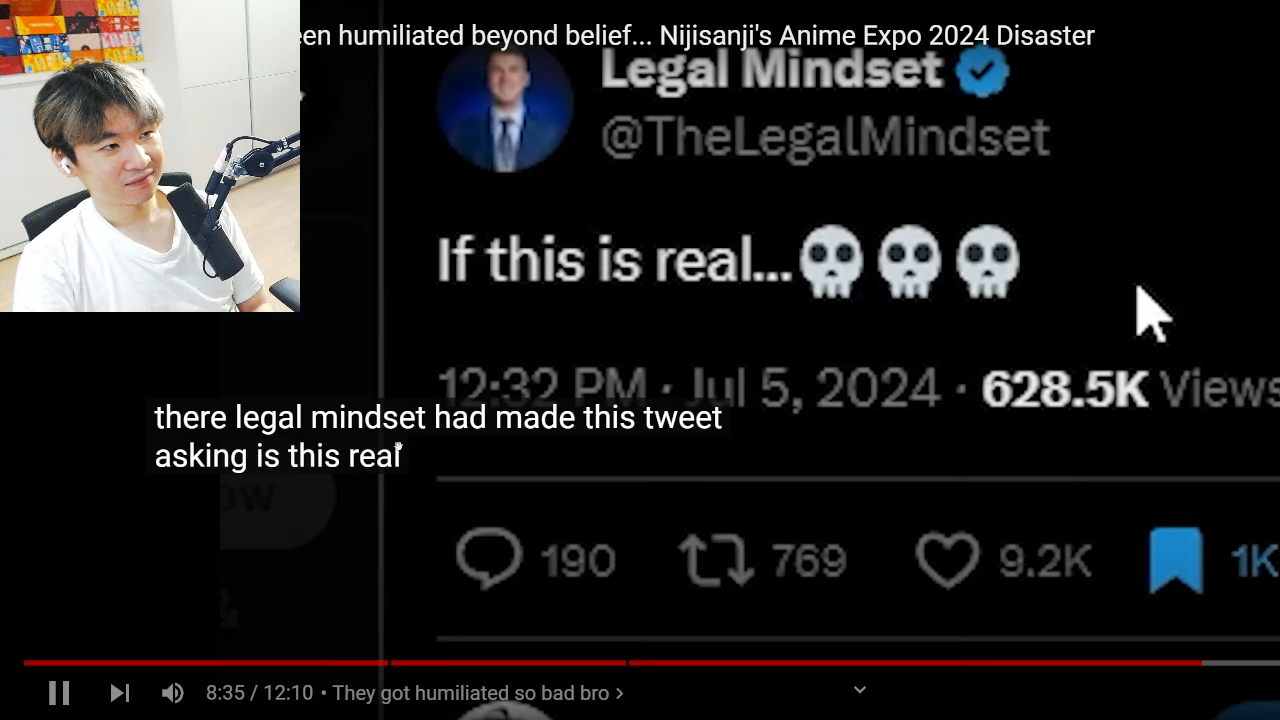 een humiliated beyond belief... Nijisanji's Anime Expo 2024 Disaster
Legal Mindset
@TheLegalMindset
If this is real...💀💀💀
12:32 PM · Jul 5, 2024 · 628.5K Views
there legal mindset had made this tweet
asking is this real
ow
190 769 9.2K 1K
8:35 / 12:10 • They got humiliated so bad bro >